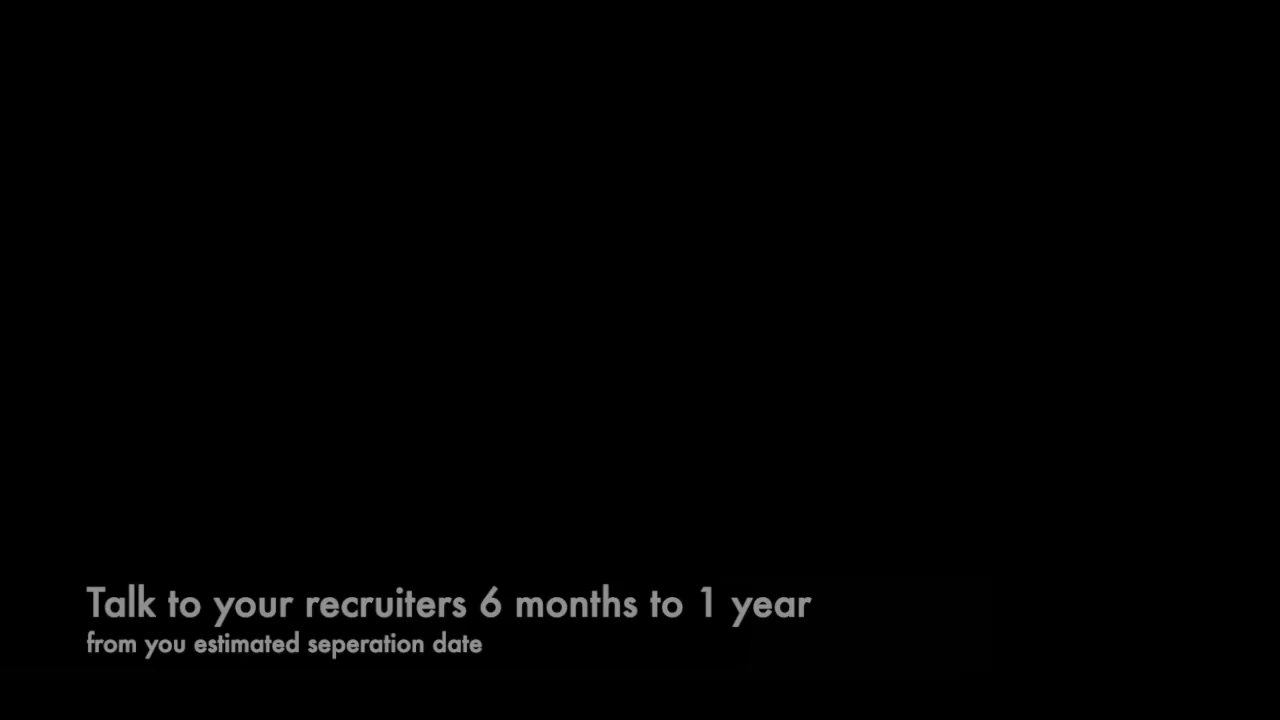 Talk to your recruiters 6 months to 1 year
from you estimated seperation date